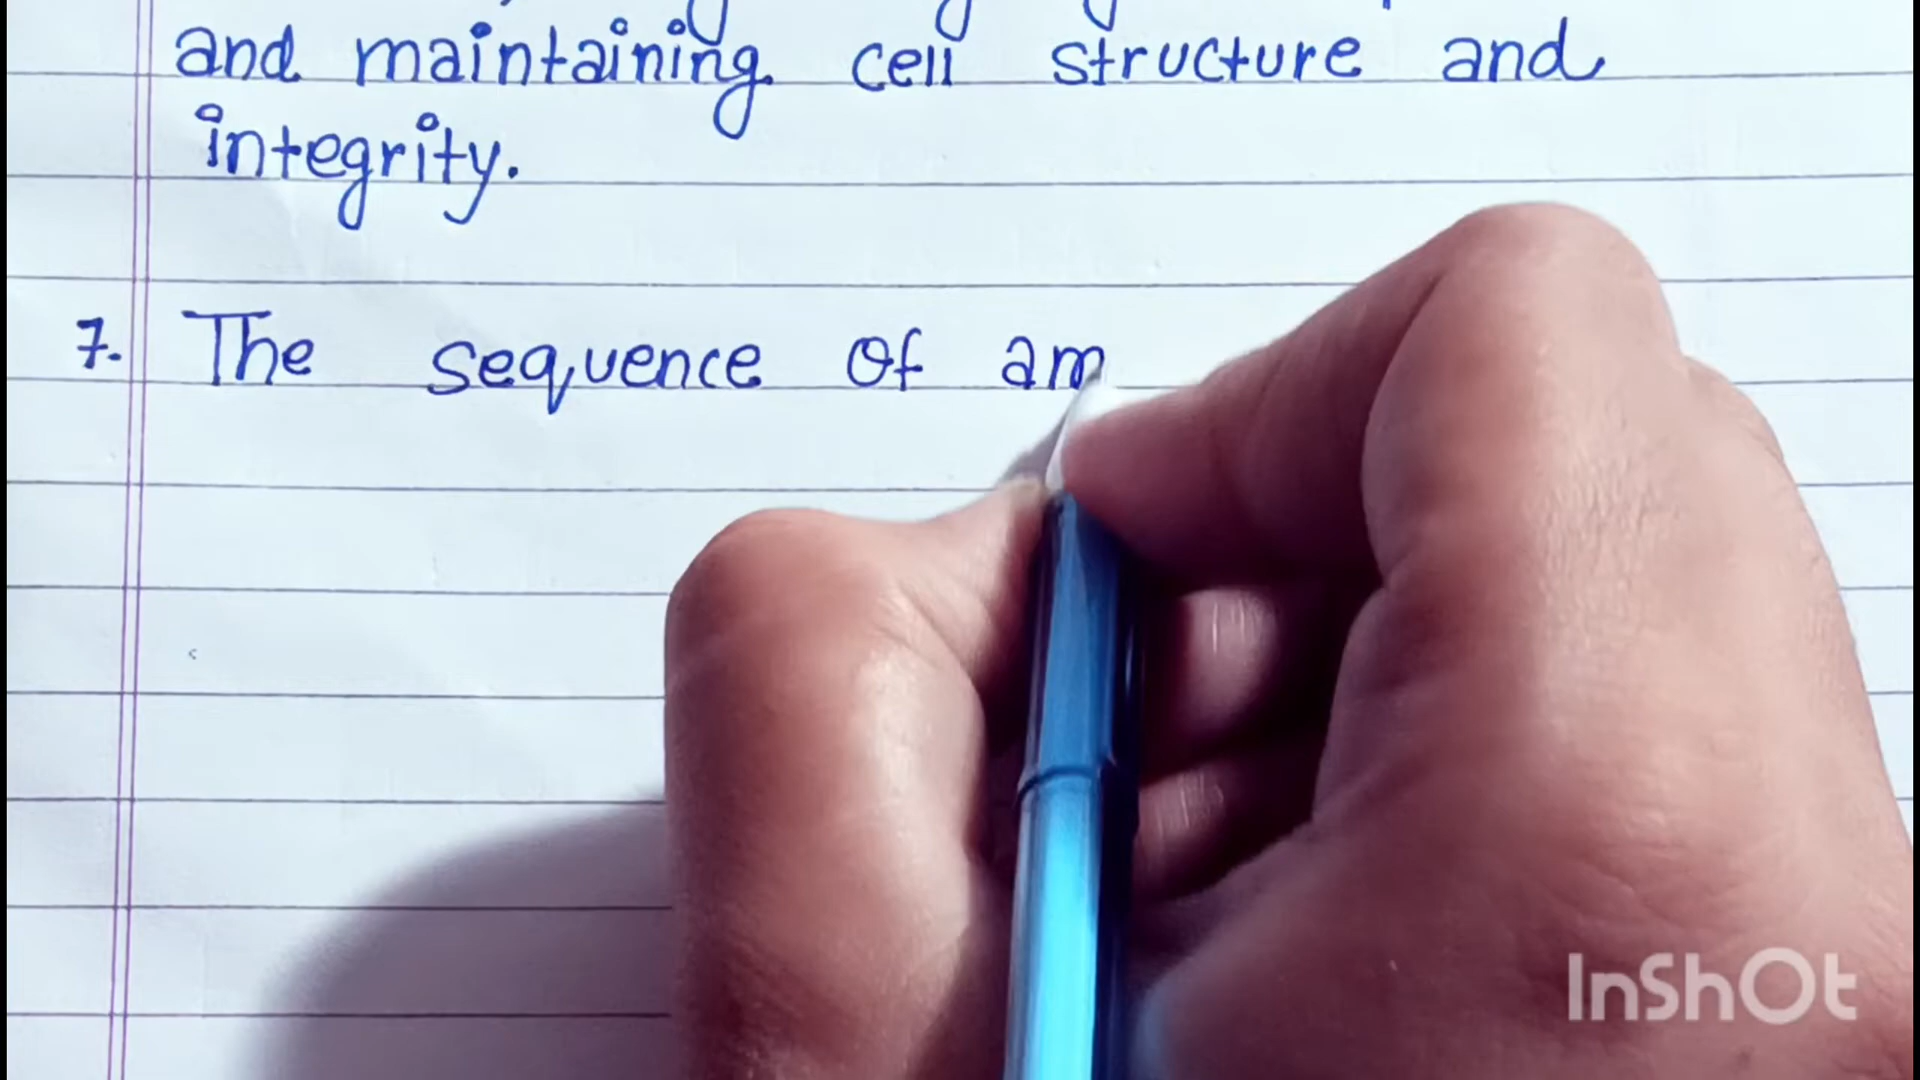 and maintaining cell structure and
integrity.
7. The sequence of am
InShOt